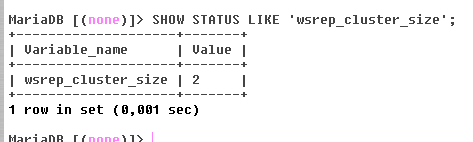 MariaDB [(none)]> SHOW STATUS LIKE 'wsrep_cluster_size';
+--------------------+-------+
| Variable_name      | Value |
+--------------------+-------+
| wsrep_cluster_size | 2     |
+--------------------+-------+
1 row in set (0,001 sec)
MariaDB [(none)]>